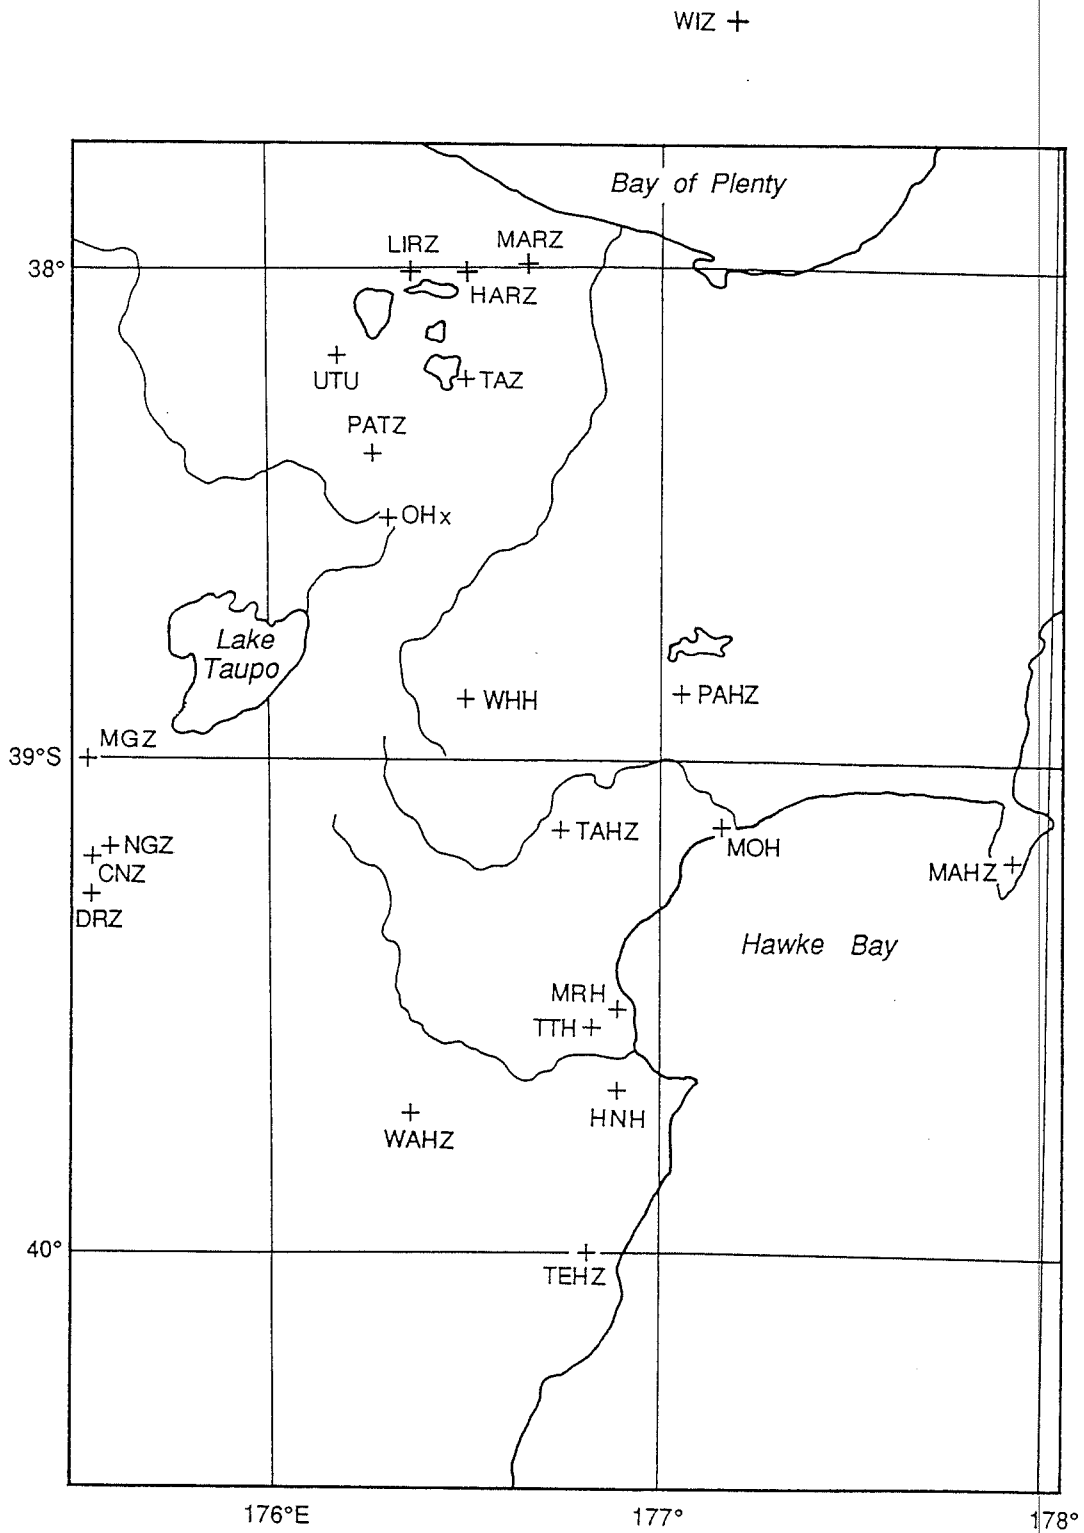 WIZ
Bay of Plenty
LIRZ
MARZ
38°
HARZ
UTU
TAZ
PATZ
OHx
Lake
Taupo
WHH
PAHZ
MGZ
39°S
NGZ
TAHZ
MOH
CNZ
MAHZ
DRZ
Hawke Bay
MRH
TTH
HNH
WAHZ
40°
TEHZ
176°E
177°
178°